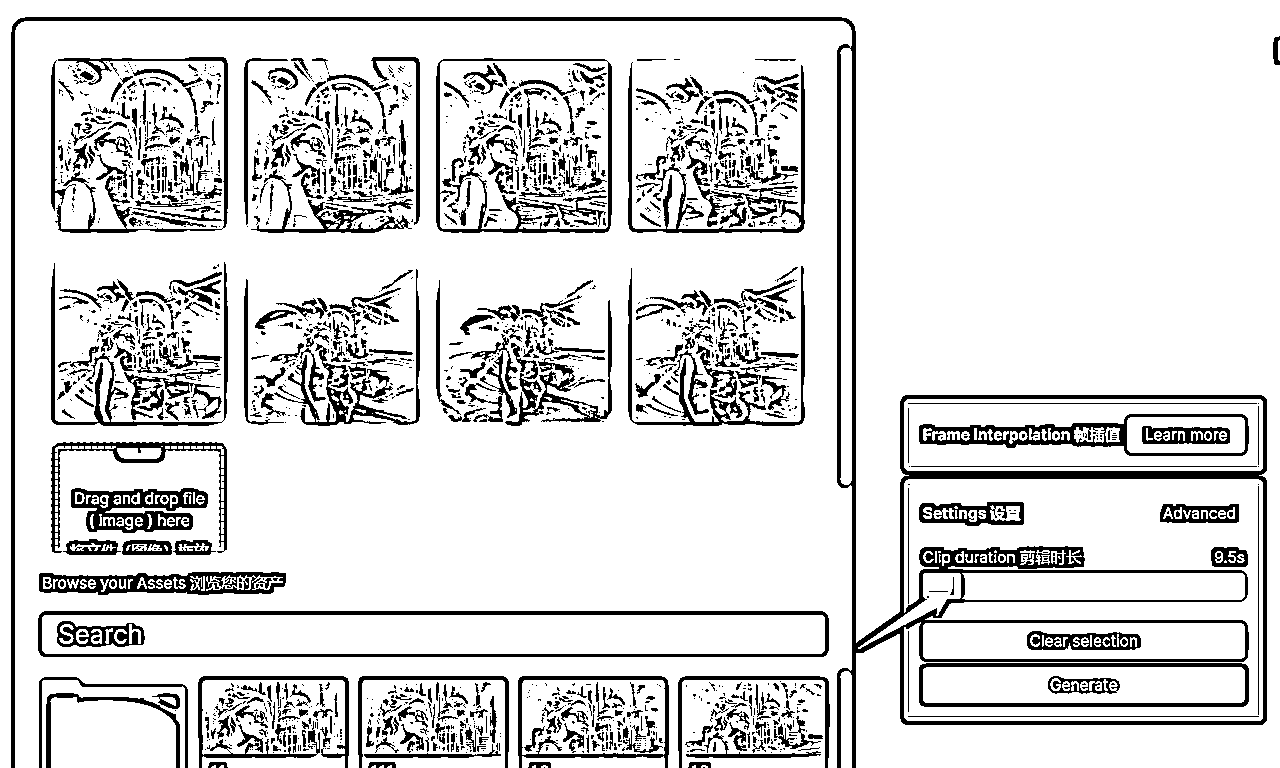 Drag and drop file
( image ) here
Browse your Assets 浏览您的资产
Search
Frame Interpolation 帧插值
Learn more
Settings 设置
Advanced
Clip duration 剪辑时长
9.5s
Clear selection
Generate